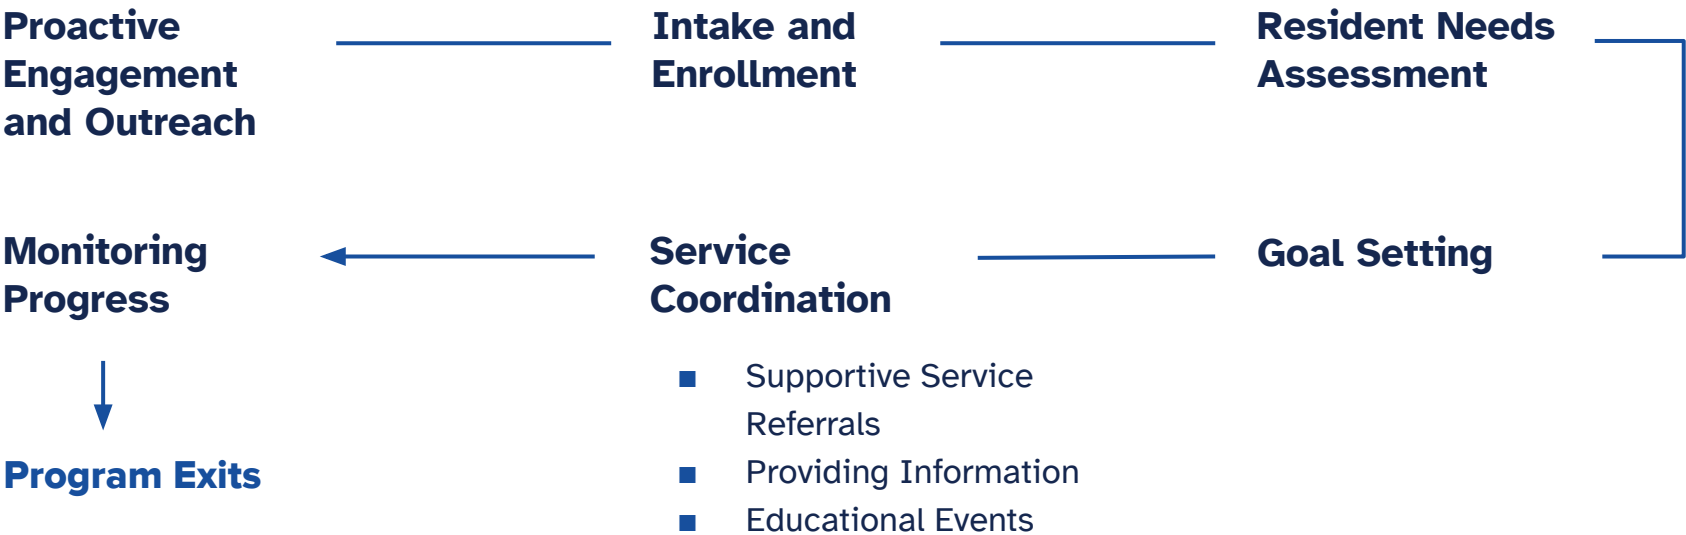 Proactive
Engagement
and Outreach
Intake and
Enrollment
Resident Needs
Assessment
Goal Setting
Service
Coordination
■ Supportive Service
Referrals
■ Providing Information
■ Educational Events
Monitoring
Progress
Program Exits